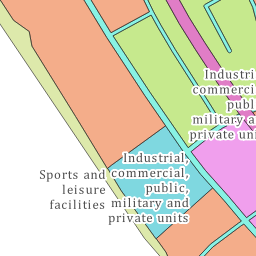 Industri
commerci
publ
military a
private uni
Industrial,
commercial,
public,
military and
private units
Sports and
leisure
facilities